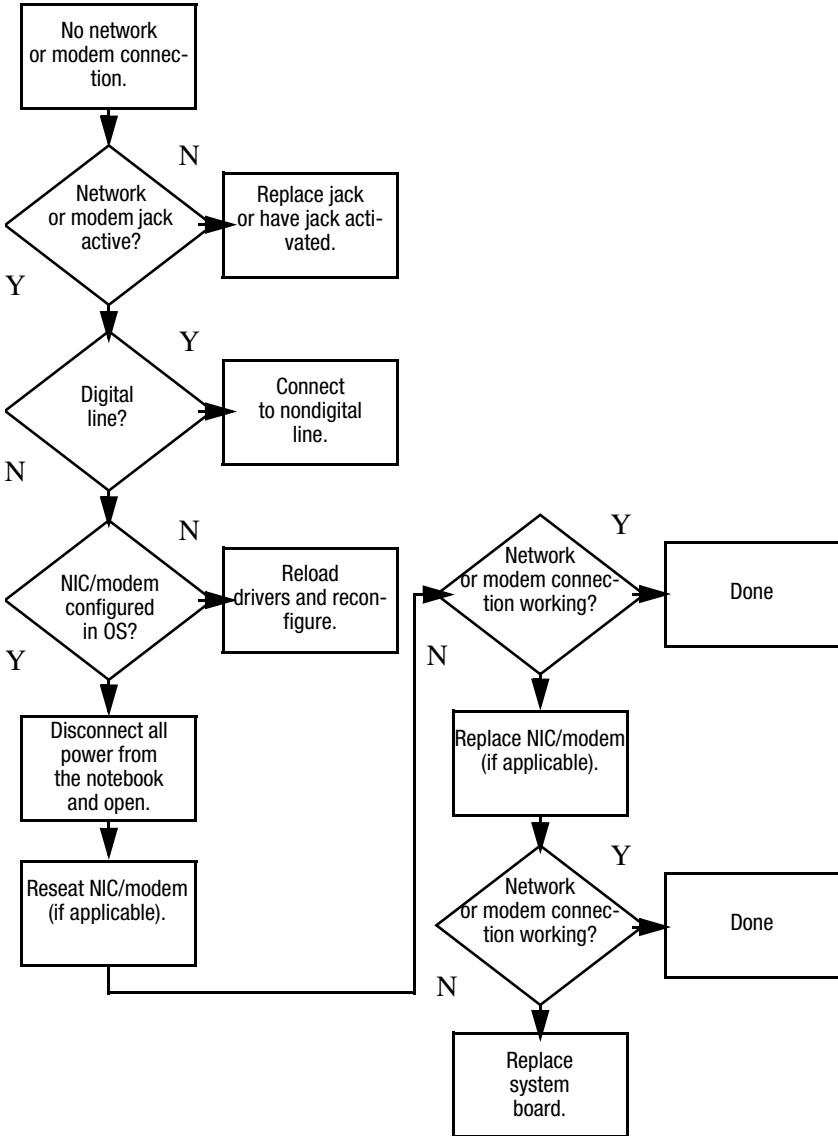 No network
or modem connec-
tion.
N
Network
or modem jack
active?
Replace jack
or have jack acti-
vated.
Y
Y
Digital
line?
Connect
to nondigital
line.
N
N
NIC/modem
configured
in OS?
Reload
drivers and recon-
figure.
Y
Disconnect all
power from
the notebook
and open.
Reseat NIC/modem
(if applicable).
Y
Network
or modem connec-
tion working?
Done
N
Replace NIC/modem
(if applicable).
Y
Network
or modem connec-
tion working?
Done
N
Replace
system
board.